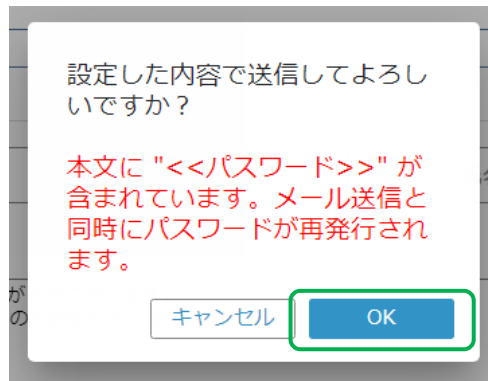 設定した内容で送信してよろし
いですか?
本文に "<<パスワード>>" が
含まれています。メール送信と
同時にパスワードが再発行され
ます。
が
の
キャンセル OK